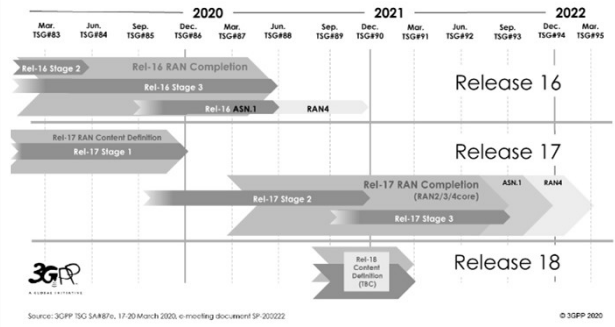 2020
2021
2022
Mar. Jun. Sep. Dec. Mar. Jun. Sep. Dec. Mar. Jun. Sep. Dec. Mar.
TSG#83 TSG#84 TSG#85 TSG#86 TSG#87 TSG#88 TSG#89 TSG#90 TSG#91 TSG#92 TSG#93 TSG#94 TSG#95
Rel-16 Stage 2
Rel-16 RAN Completion
Rel-16 Stage 3
Rel-16 ASN.1
RAN4
Release 16
Rel-17 RAN Content Definition
Rel-17 Stage 1
Release 17
Rel-17 RAN Completion
(RAN2/3/4core)
ASN.1
RAN4
Rel-17 Stage 2
Rel-17 Stage 3
Rel-18
Content
Definition
(TBC)
Release 18
3GPP
A GLOBAL INITIATIVE
Source: 3GPP TSG SA#87e, 17-20 March 2020, e-meeting document SP-200222
© 3GPP 2020